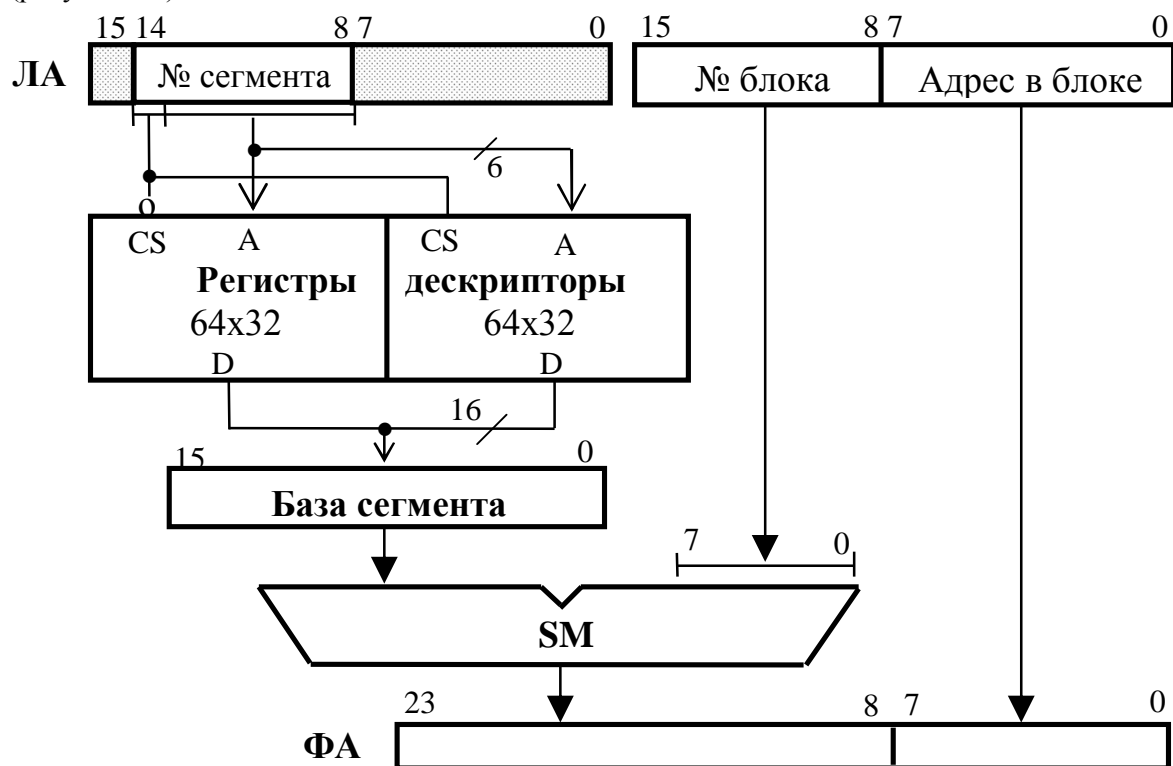 15 14 8 7 0 15 8 7 0
ЛА № сегмента № блока Адрес в блоке
6
CS A CS A
Регистры дескрипторы
64x32 64x32
D D
16
15 0
База сегмента
7 0
SM
23 8 7 0
ФА